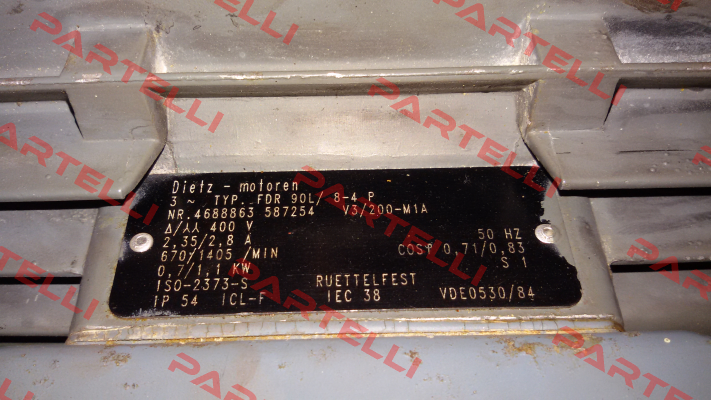 Dietz - motoren
3 ~ TYP. FDR 90L/ 8-4 P
NR.4688863 587254 V3/200-M1A
Δ/⅄⅄ 400 V 50 HZ
2,35/2,8 A COSφ 0,71/0,83
670/1405 /MIN S 1
0,7/1,1 KW
ISO-2373-S RUETTELFEST
IP 54 ICL-F IEC 38 VDE0530/84
PARTELLI
PARTELLI
PARTELLI
PARTELLI
PARTELLI
PARTELLI
PARTELLI
PARTELLI